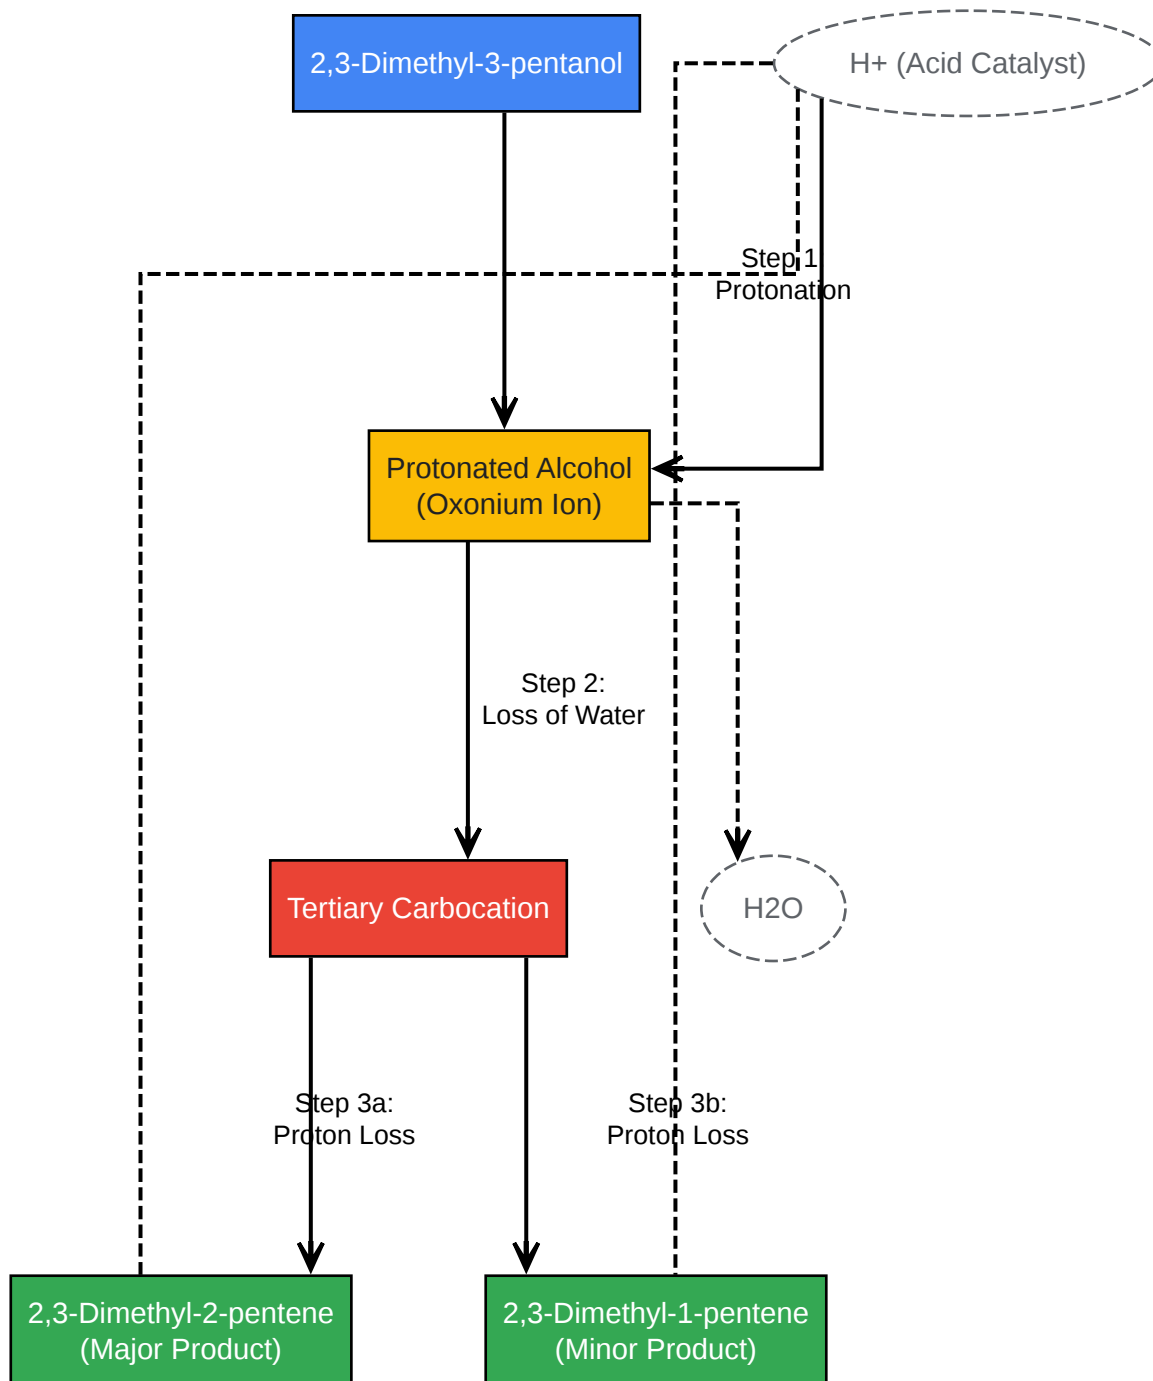 2,3-Dimethyl-3-pentanol
H+ (Acid Catalyst)
Step 1
Protonation
Protonated Alcohol
(Oxonium Ion)
Step 2:
Loss of Water
Tertiary Carbocation
H2O
Step 3a:
Proton Loss
Step 3b:
Proton Loss
2,3-Dimethyl-2-pentene
(Major Product)
2,3-Dimethyl-1-pentene
(Minor Product)